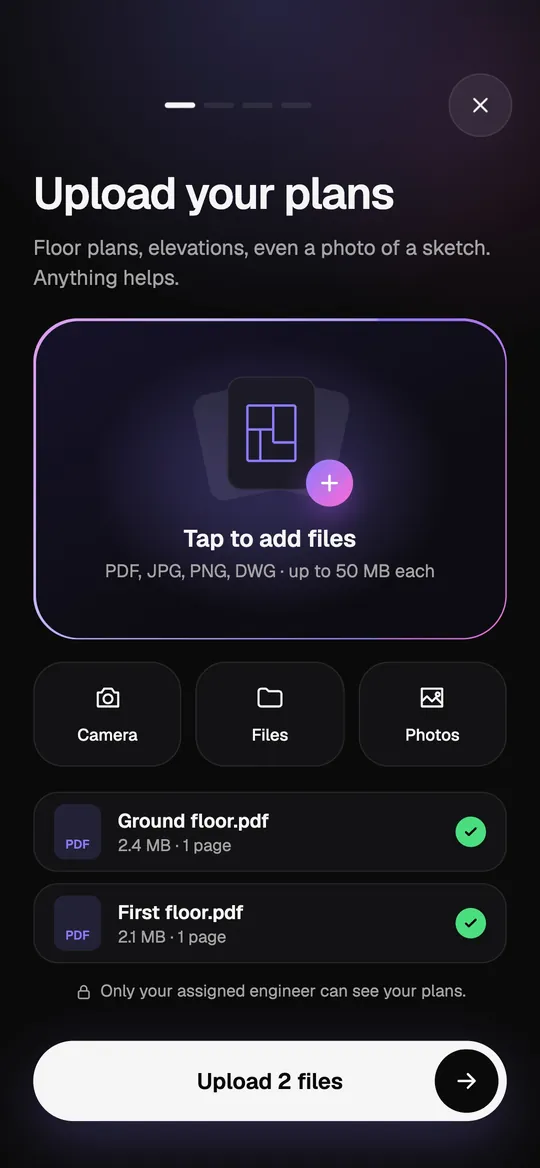 Upload your plans
Floor plans, elevations, even a photo of a sketch.
Anything helps.
Tap to add files
PDF, JPG, PNG, DWG · up to 50 MB each
Camera
Files
Photos
PDF
Ground floor.pdf
2.4 MB · 1 page
PDF
First floor.pdf
2.1 MB · 1 page
Only your assigned engineer can see your plans.
Upload 2 files